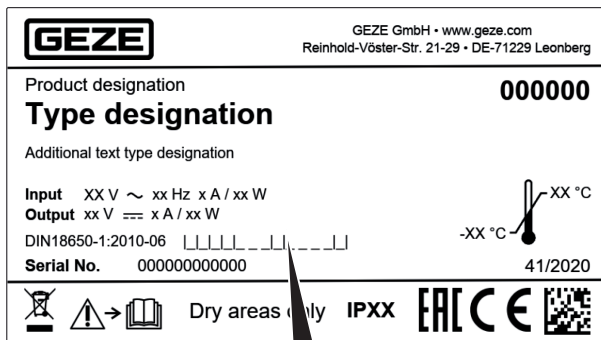 GEZE
GEZE GmbH • www.geze.com
Reinhold-Vöster-Str. 21-29 • DE-71229 Leonberg
Product designation
000000
Type designation
Additional text type designation
Input XX V ~ xx Hz x A / xx W
Output xx V ⎓ x A / xx W
DIN18650-1:2010-06 |_|_|_|_|_ _ _|_|_ _ _ _|_|
XX °C
-XX °C
Serial No. 000000000000
41/2020
Dry areas only IPXX EAC CE